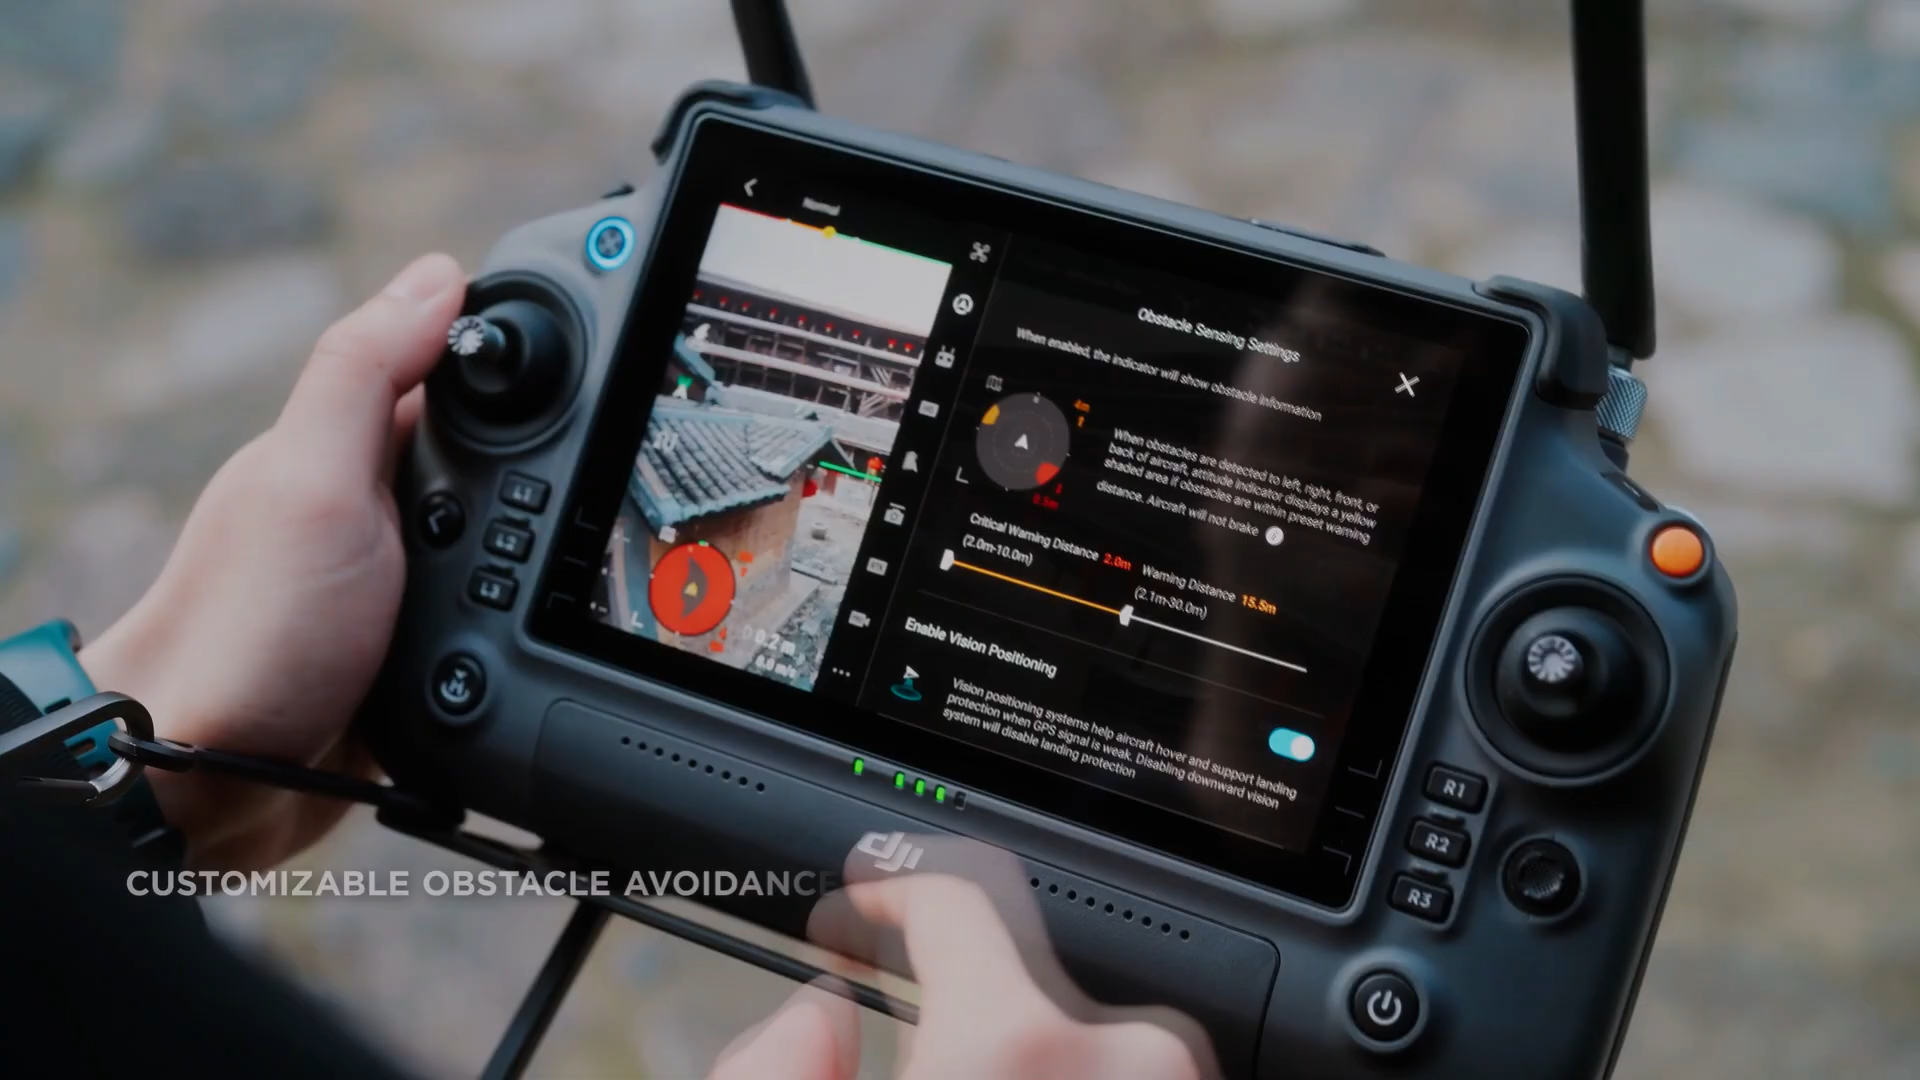 Normal
Obstacle Sensing Settings
When enabled, the indicator will show obstacle information
4m
0.5m
When obstacles are detected to left, right, front, or
back of aircraft, attitude indicator displays a yellow
shaded area if obstacles are within preset warning
distance. Aircraft will not brake
Critical Warning Distance 2.0m
(2.0m-10.0m)
Warning Distance 15.5m
(2.1m-30.0m)
Enable Vision Positioning
Vision positioning systems help aircraft hover and support landing
protection when GPS signal is weak. Disabling downward vision
system will disable landing protection
RTK
L1
L2
L3
R1
R2
R3
dji
CUSTOMIZABLE OBSTACLE AVOIDANCE